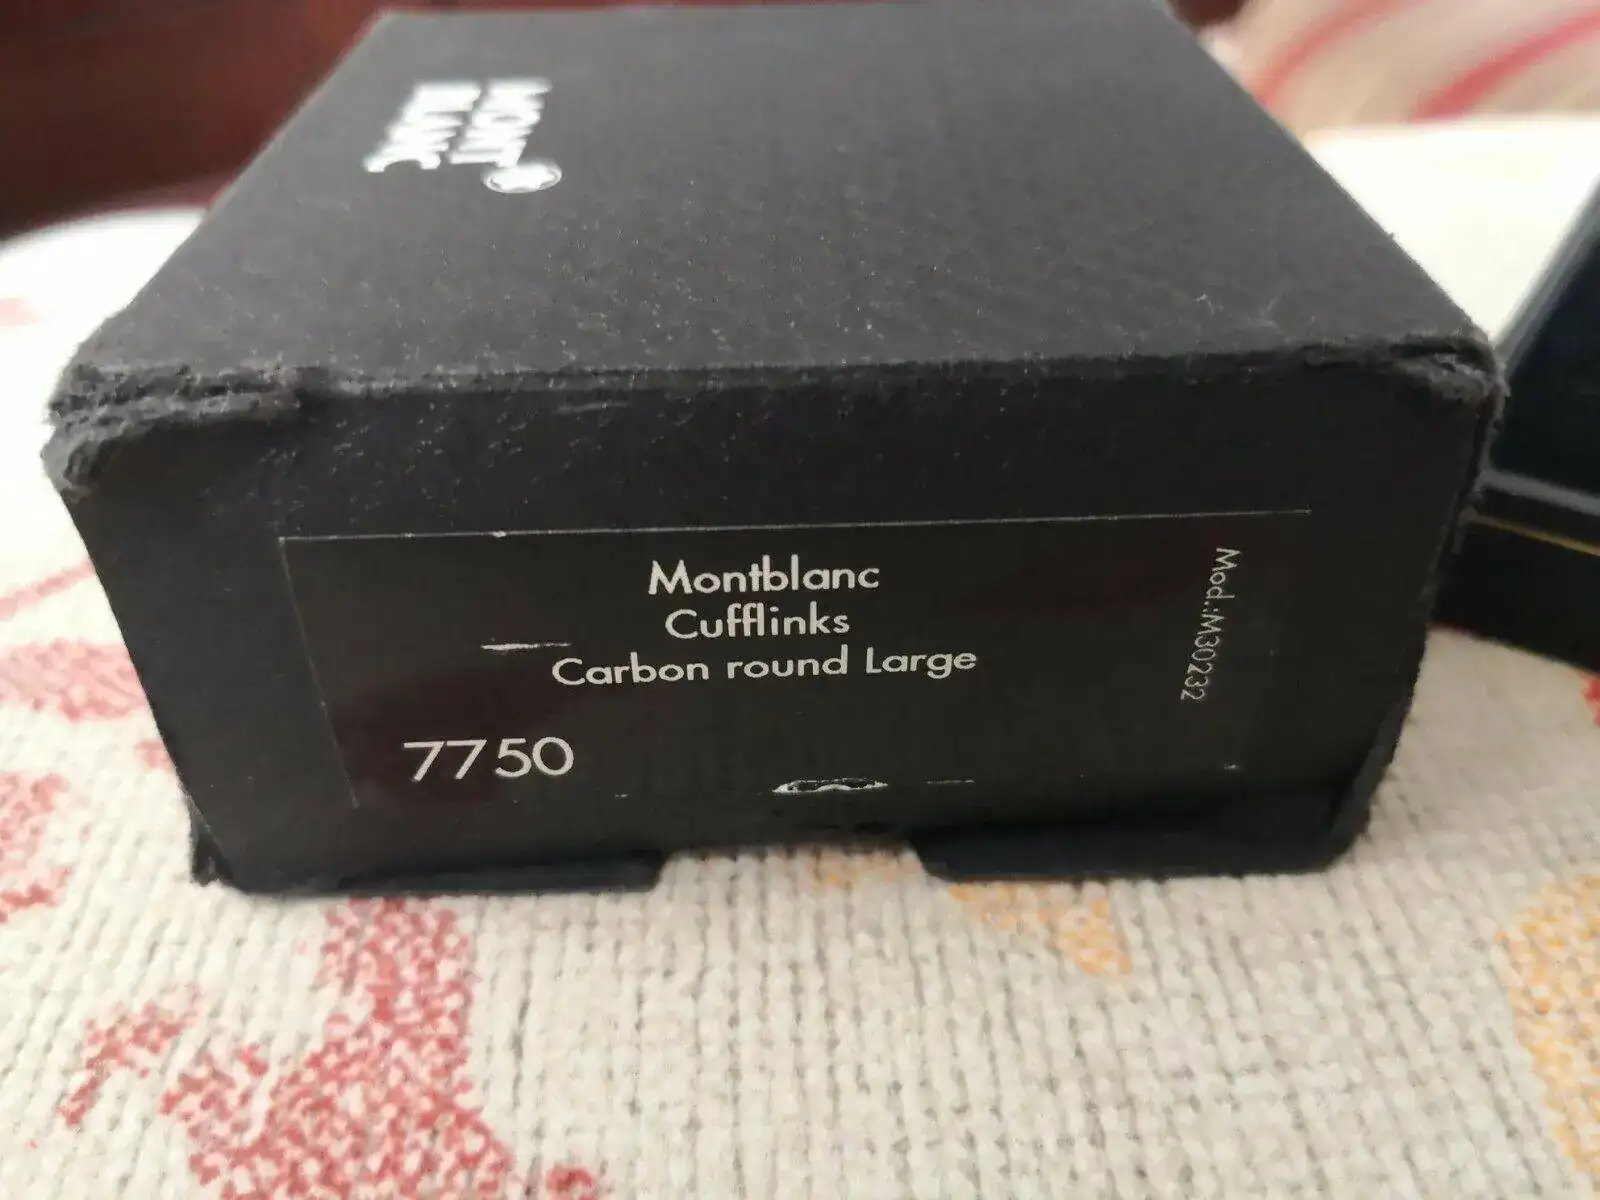 MONT
BLANC
Montblanc
Cufflinks
Carbon round Large
7750
Mod.:M30232